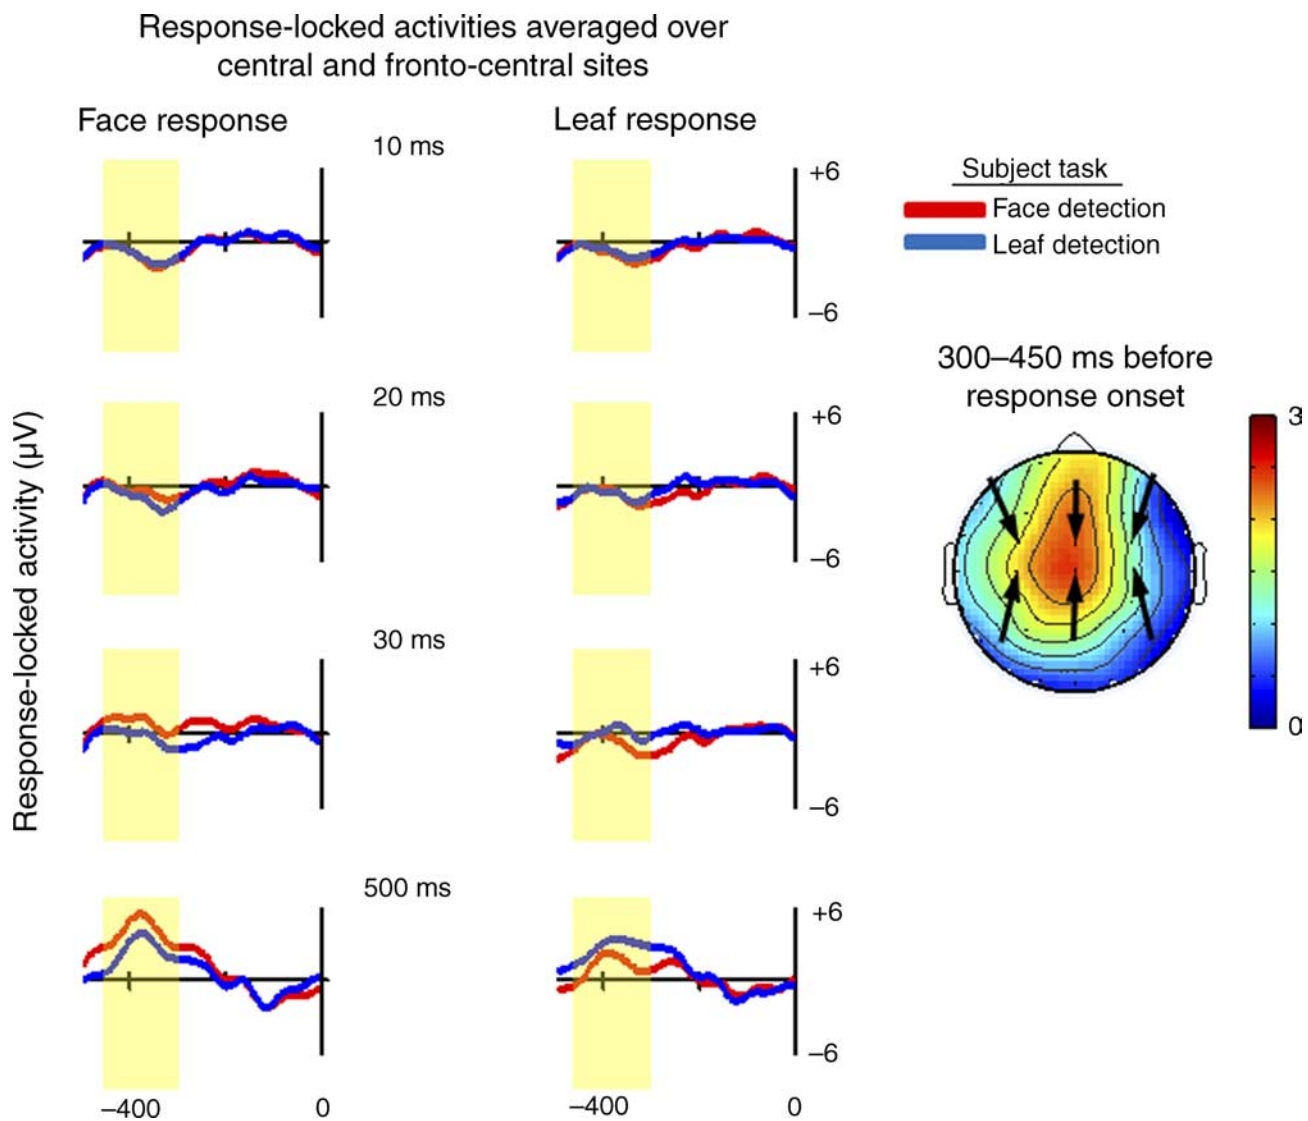 Response-locked activities averaged over
central and fronto-central sites
Face response
Leaf response
10 ms
+6
–6
20 ms
+6
–6
30 ms
+6
–6
500 ms
+6
–6
–400
0
–400
0
Response-locked activity (µV)
Subject task
Face detection
Leaf detection
300–450 ms before
response onset
3
0